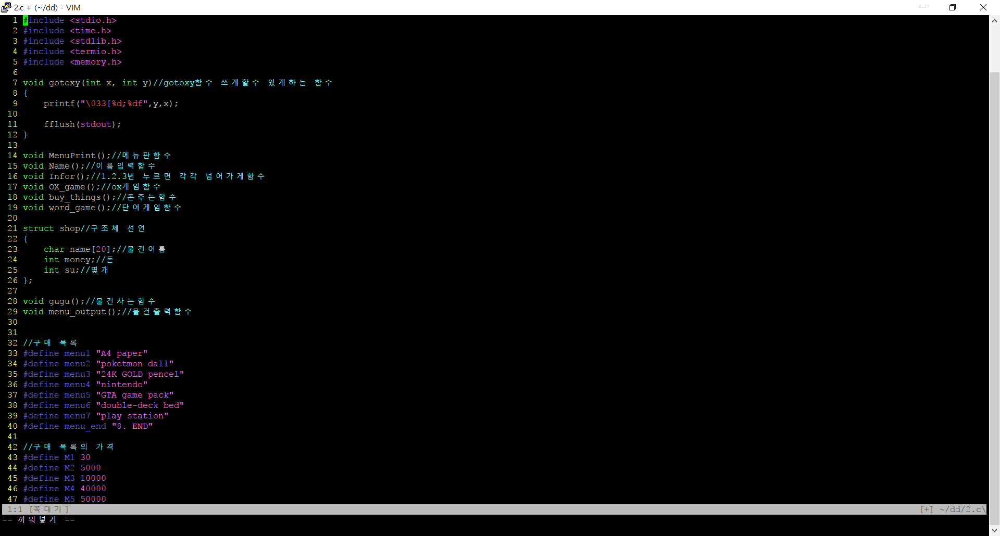 2.c + (~/dd) - VIM
1 #include <stdio.h>
2 #include <time.h>
3 #include <stdlib.h>
4 #include <termio.h>
5 #include <memory.h>
6
7 void gotoxy(int x, int y)//gotoxy함수 쓰게할수 있게하는 함수
8 {
9     printf("\033[%d;%df",y,x);
10
11     fflush(stdout);
12 }
13
14 void MenuPrint();//메뉴판함수
15 void Name();//이름입력함수
16 void Infor();//1.2.3번 누르면 각각 넘어가게함수
17 void OX_game();//ox게임함수
18 void buy_things();//돈주는함수
19 void word_game();//단어게임함수
20
21 struct shop//구조체 선언
22 {
23     char name[20];//물건이름
24     int money;//돈
25     int su;//몇개
26 };
27
28 void gugu();//물건사는함수
29 void menu_output();//물건출력함수
30
31
32 //구매 목록
33 #define menu1 "A4 paper"
34 #define menu2 "poketmon dall"
35 #define menu3 "24K GOLD pencel"
36 #define menu4 "nintendo"
37 #define menu5 "GTA game pack"
38 #define menu6 "double-deck bed"
39 #define menu7 "play station"
40 #define menu_end "8. END"
41
42 //구매 목록의 가격
43 #define M1 30
44 #define M2 5000
45 #define M3 10000
46 #define M4 40000
47 #define M5 50000
1:1 [꼭대기] [+] ~/dd/2.c\
-- 끼워넣기 --